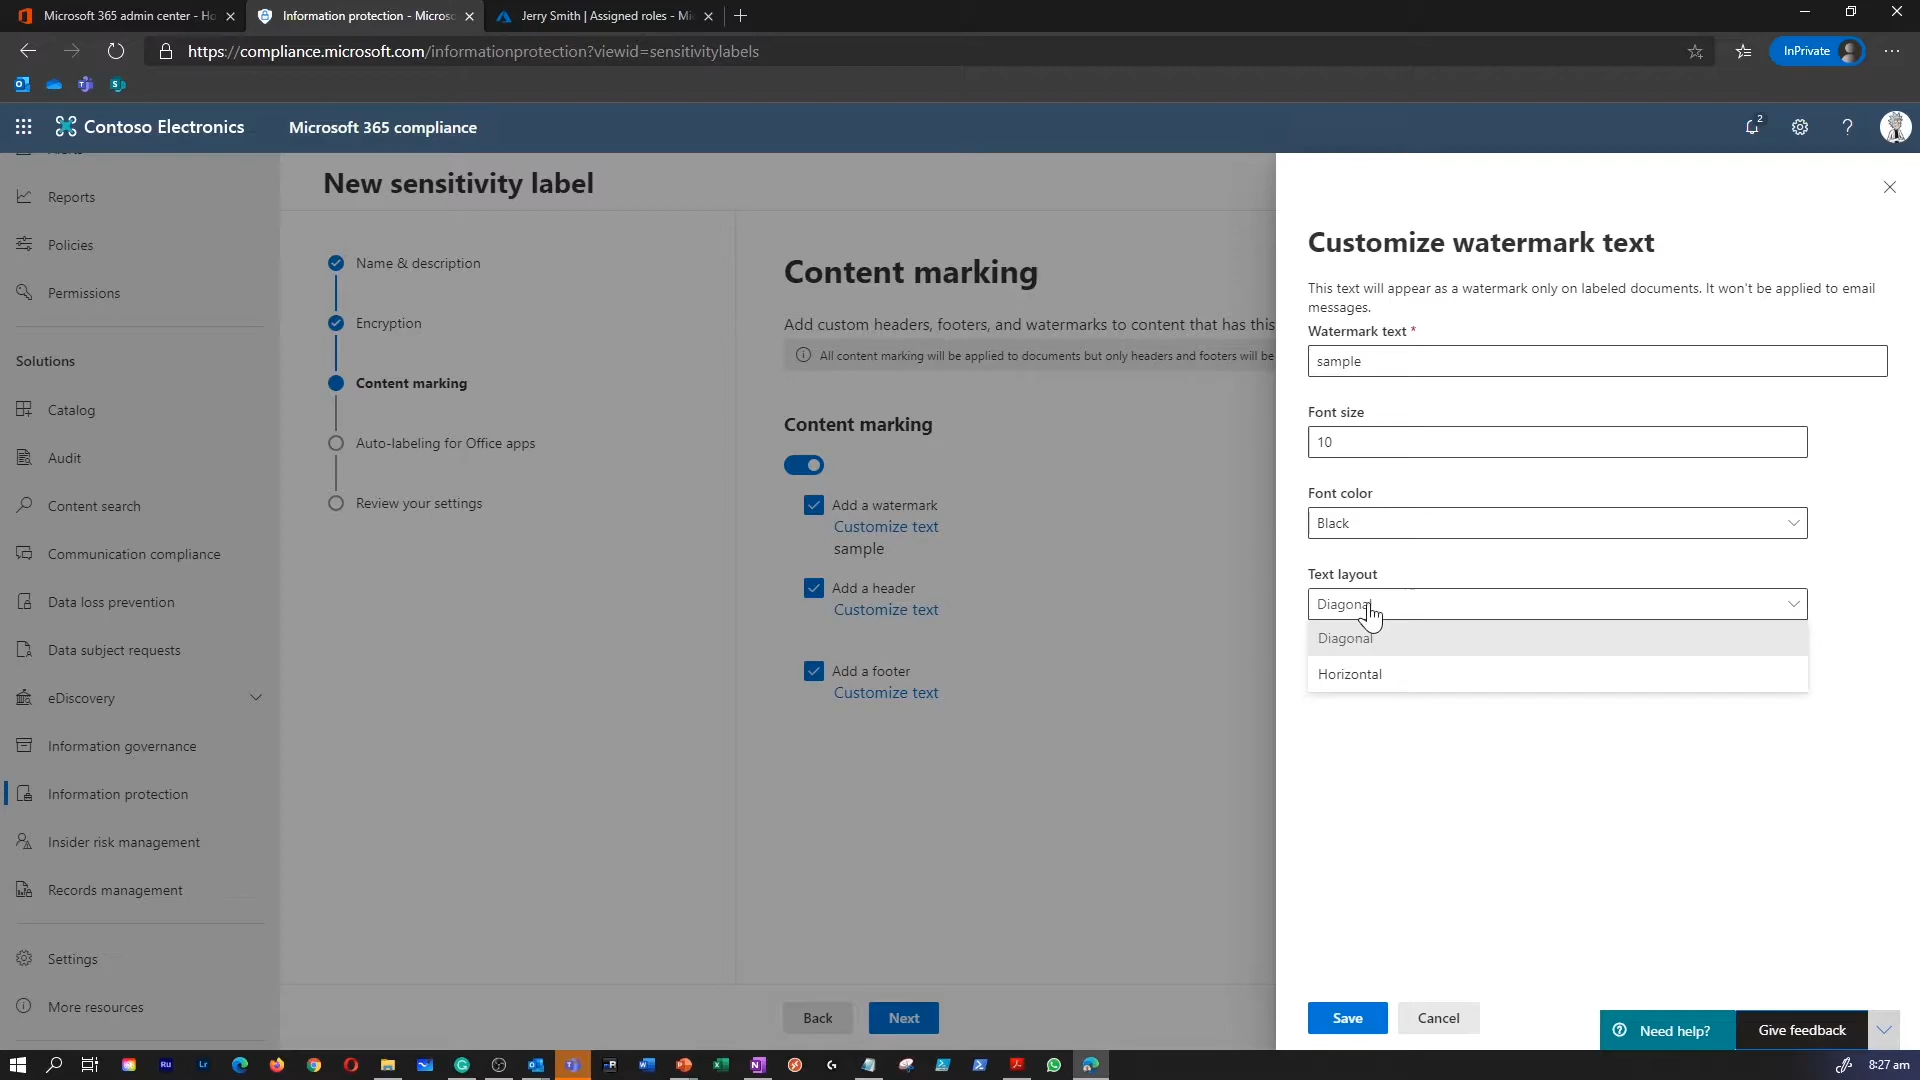 Microsoft 365 admin center - Ho
Information protection - Microso
Jerry Smith | Assigned roles - Mi
https://compliance.microsoft.com/informationprotection?viewid=sensitivitylabels
InPrivate
Contoso Electronics
Microsoft 365 compliance
2
Alerts
Reports
Policies
Permissions
Solutions
Catalog
Audit
Content search
Communication compliance
Data loss prevention
Data subject requests
eDiscovery
Information governance
Information protection
Insider risk management
Records management
Settings
More resources
New sensitivity label
Name & description
Encryption
Content marking
Auto-labeling for Office apps
Review your settings
Content marking
Add custom headers, footers, and watermarks to content that has this
All content marking will be applied to documents but only headers and footers will be
Content marking
Add a watermark
Customize text
sample
Add a header
Customize text
Add a footer
Customize text
Back
Next
Customize watermark text
This text will appear as a watermark only on labeled documents. It won't be applied to email
messages.
Watermark text *
sample
Font size
10
Font color
Black
Text layout
Diagonal
Diagonal
Horizontal
Save
Cancel
Need help?
Give feedback
8:27 am